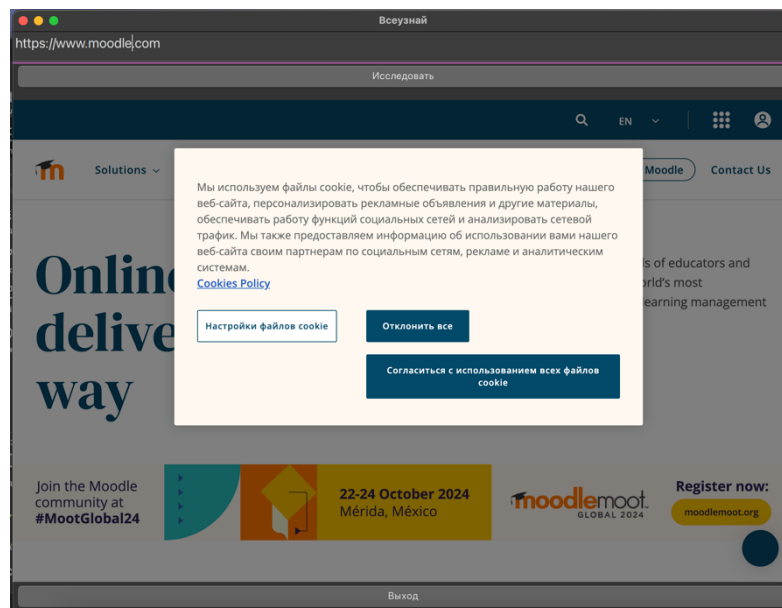 Всеузнай
https://www.moodle.com
Исследовать
EN
Solutions
Moodle
Contact Us
Мы используем файлы cookie, чтобы обеспечивать правильную работу нашего
веб-сайта, персонализировать рекламные объявления и другие материалы,
обеспечивать работу функций социальных сетей и анализировать сетевой
трафик. Мы также предоставляем информацию об использовании вами нашего
веб-сайта своим партнерам по социальным сетям, рекламе и аналитическим
системам.
Cookies Policy
Настройки файлов cookie
Отклонить все
Согласиться с использованием всех файлов
cookie
Onlin
delive
way
s of educators and
rld's most
earning management
Join the Moodle
community at
#MootGlobal24
22-24 October 2024
Mérida, México
moodlemoot
GLOBAL 2024
Register now:
moodlemoot.org
Выход